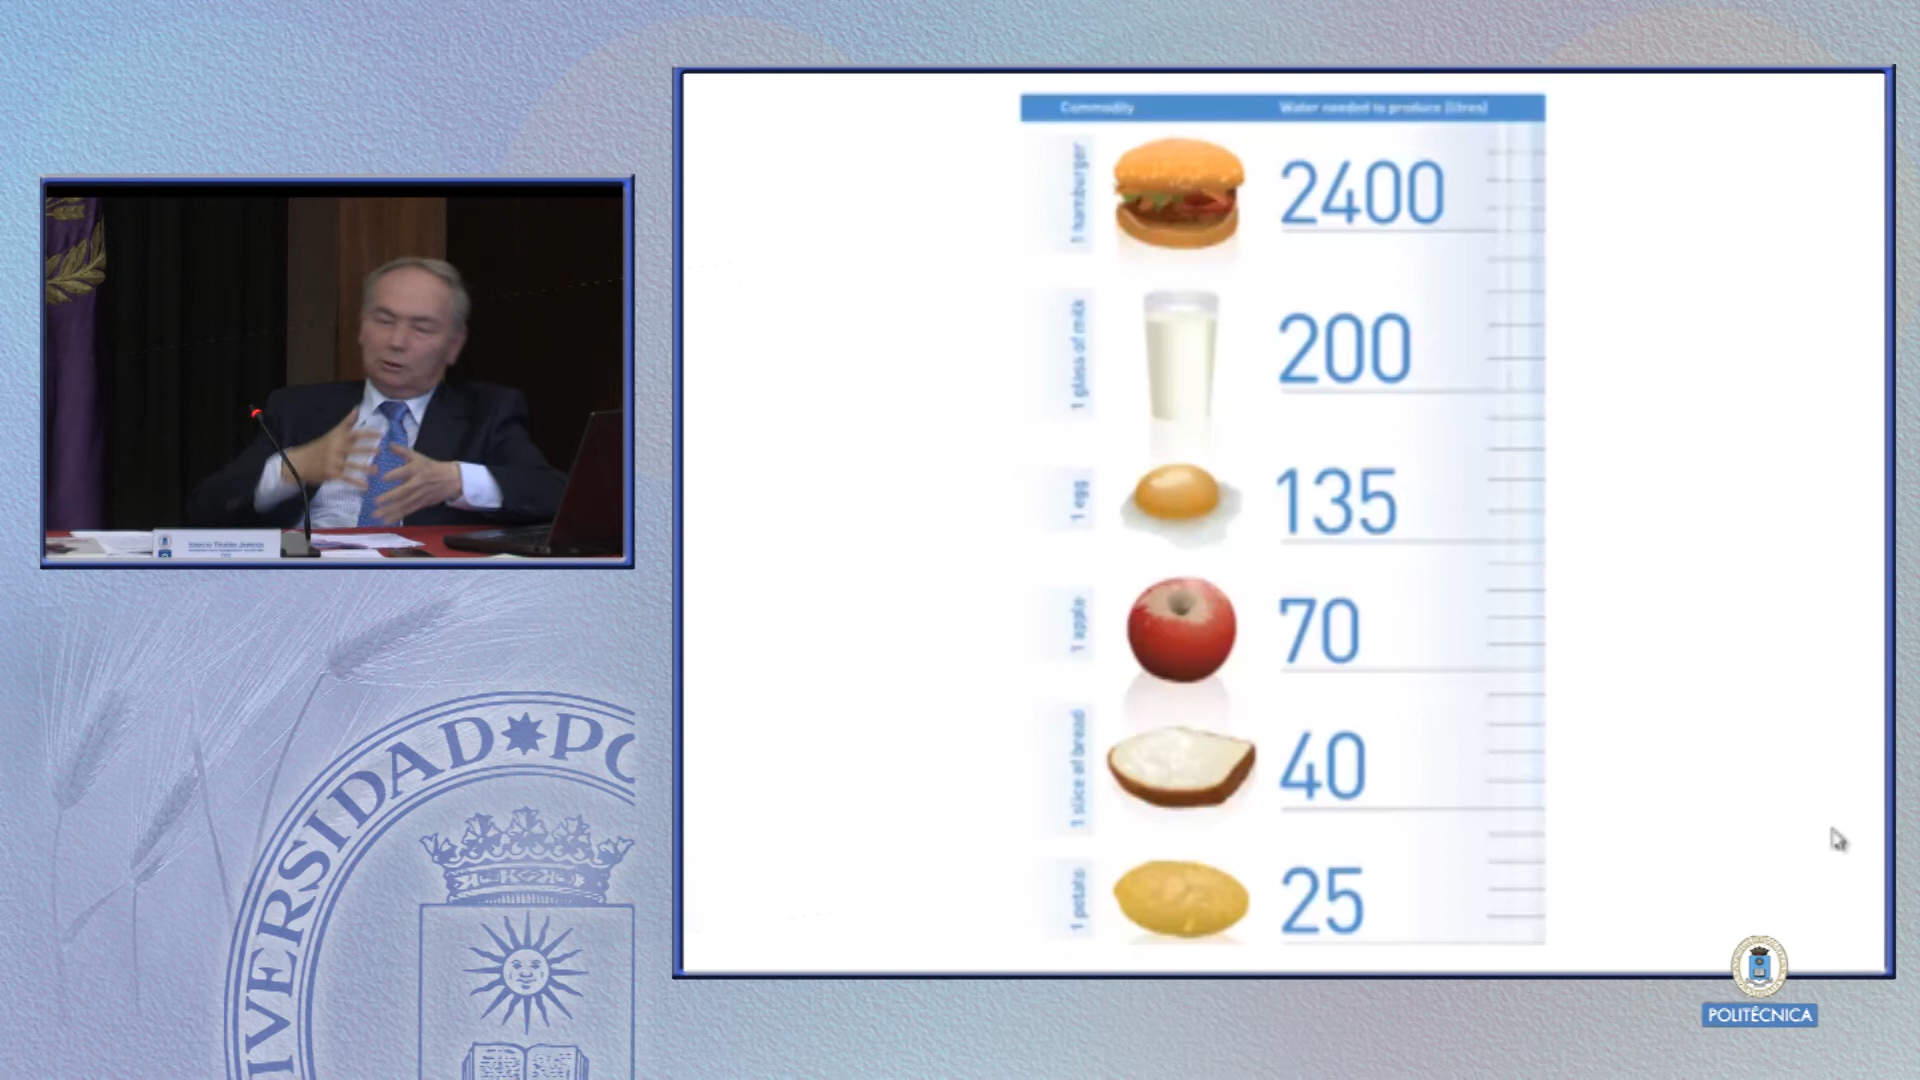 Commodity Water needed to produce (litres)
1 hamburger 2400
1 glass of milk 200
1 egg 135
1 apple 70
1 slice of bread 40
1 potato 25
VERSIDAD PO
POLITÉCNICA